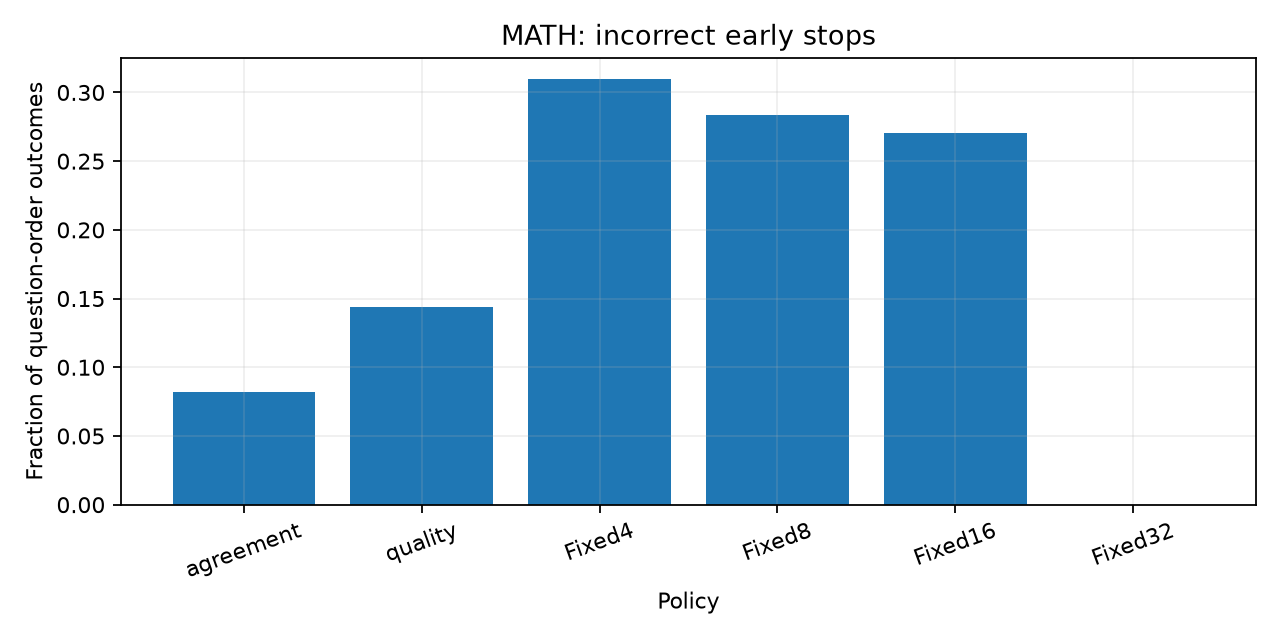 MATH: incorrect early stops
Fraction of question-order outcomes
0.30
0.25
0.20
0.15
0.10
0.05
0.00
agreement
quality
Fixed4
Fixed8
Fixed16
Fixed32
Policy